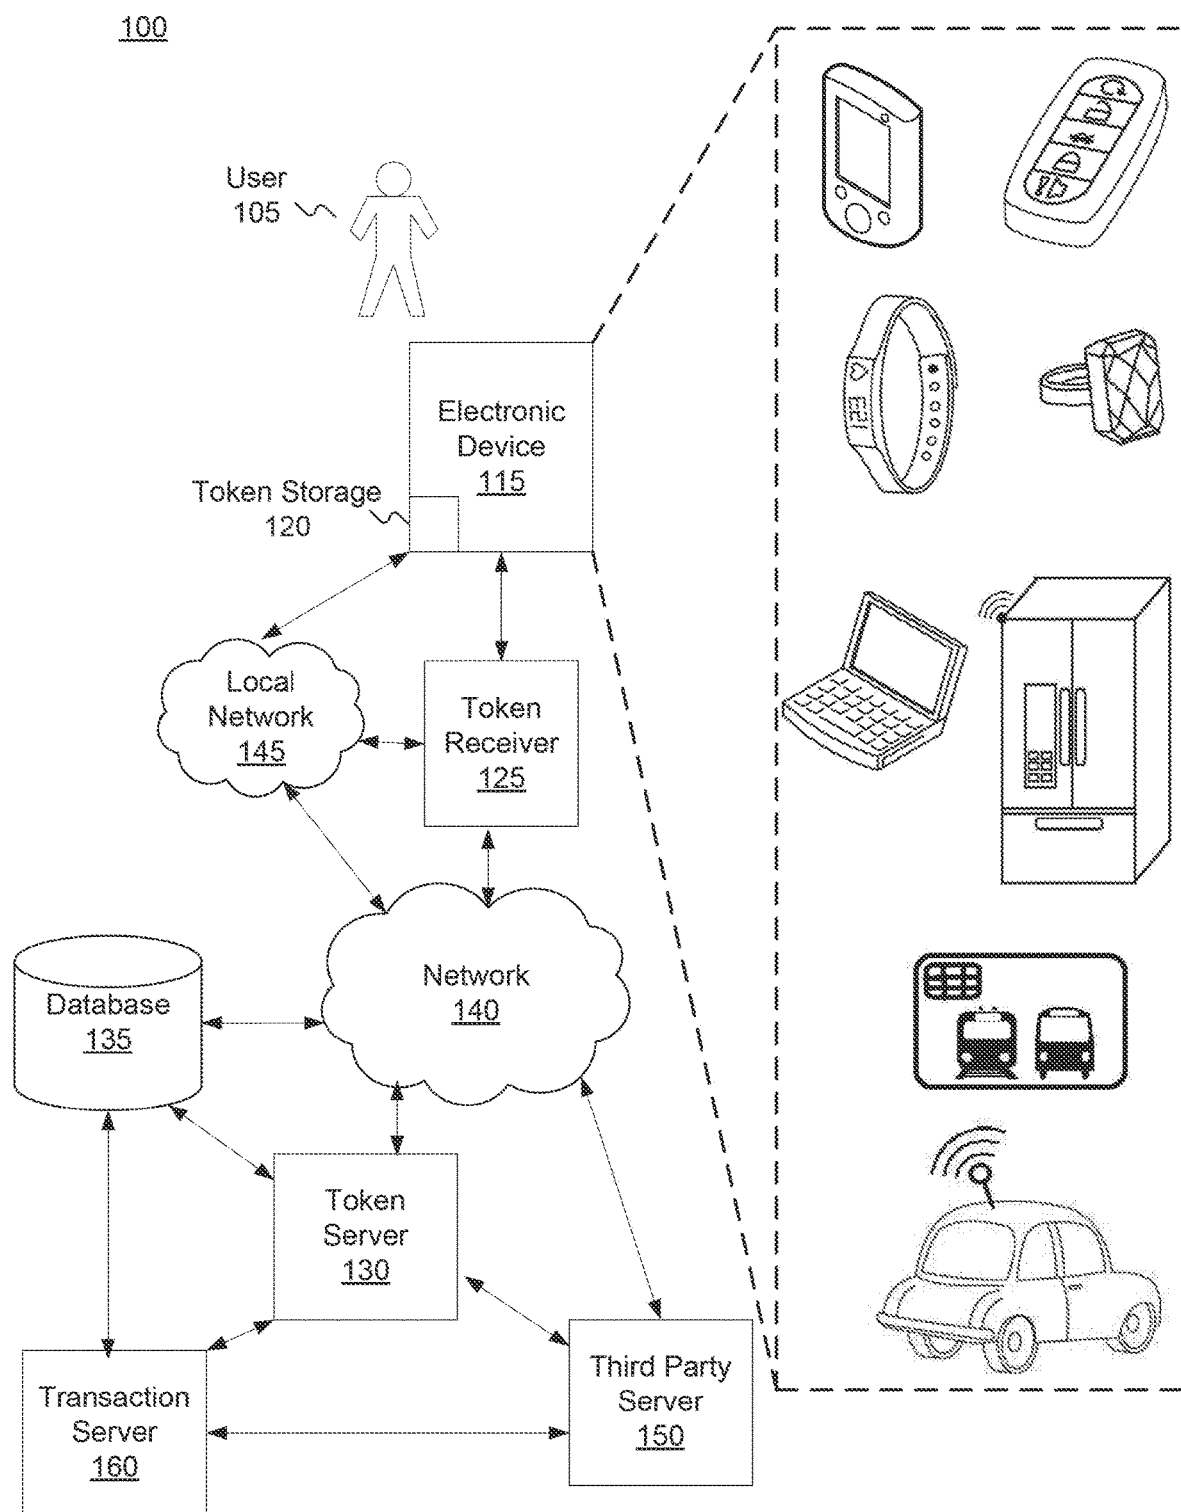 100
User
105
Electronic
Device
115
Token Storage
120
Local
Network
145
Token
Receiver
125
Network
140
Database
135
Token
Server
130
Third Party
Server
150
Transaction
Server
160